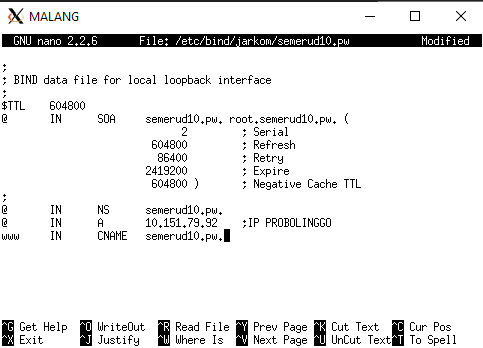 MALANG
GNU nano 2.2.6 File: /etc/bind/jarkom/semerud10.pw Modified
;
; BIND data file for local loopback interface
;
$TTL 604800
@ IN SOA semerud10.pw. root.semerud10.pw. (
2 ; Serial
604800 ; Refresh
86400 ; Retry
2419200 ; Expire
604800 ) ; Negative Cache TTL
;
@ IN NS semerud10.pw.
@ IN A 10.151.79.92 ;IP PROBOLINGGO
www IN CNAME semerud10.pw.
^G Get Help ^O WriteOut ^R Read File ^Y Prev Page ^K Cut Text ^C Cur Pos
^X Exit ^J Justify ^W Where Is ^V Next Page ^U UnCut Text ^T To Spell